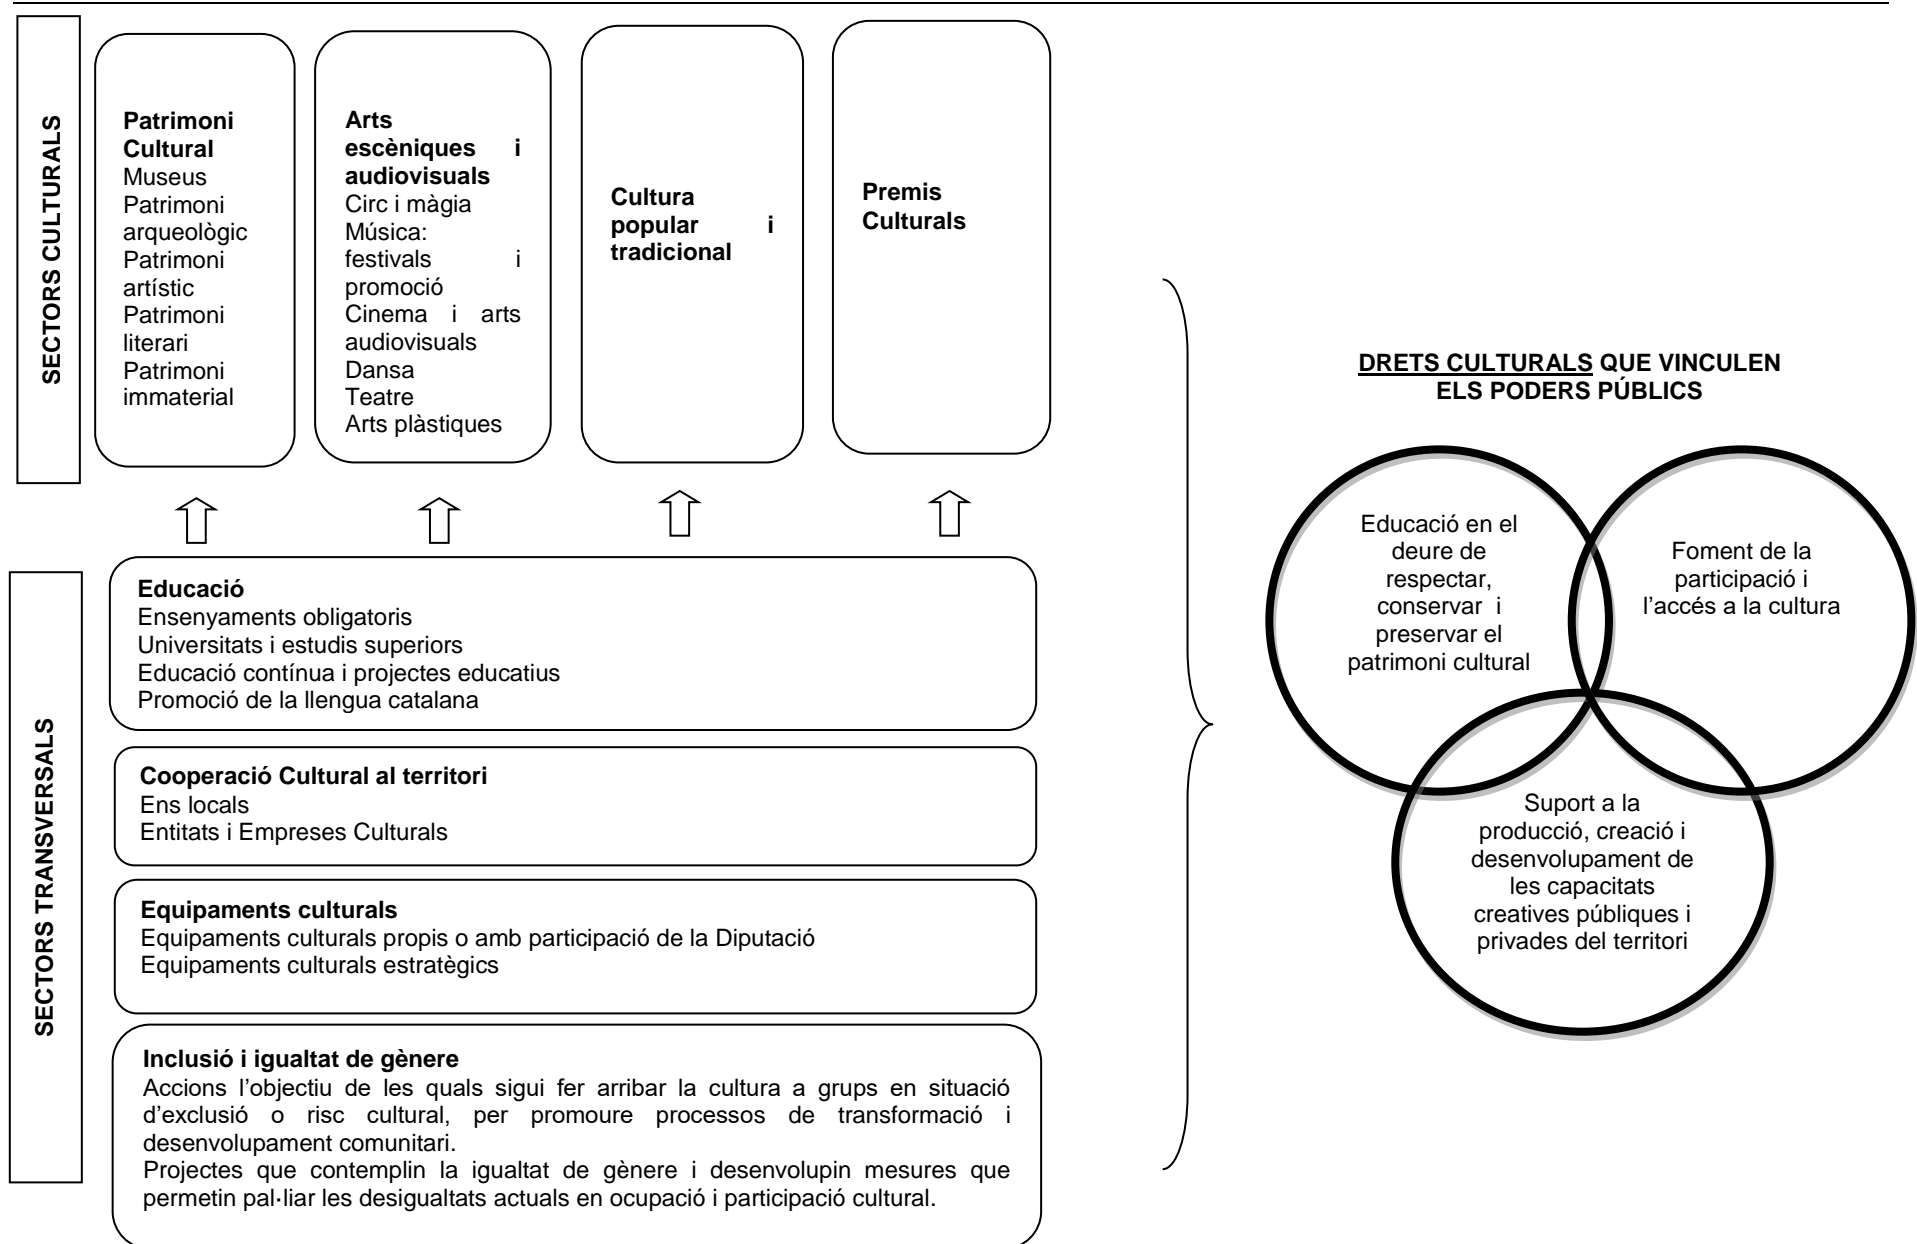 SECTORS CULTURALS
Patrimoni
Cultural
Museus
Patrimoni
arqueològic
Patrimoni
artístic
Patrimoni
literari
Patrimoni
immaterial
Arts
escèniques i
audiovisuals
Circ i màgia
Música:
festivals i
promoció
Cinema i arts
audiovisuals
Dansa
Teatre
Arts plàstiques
Cultura
popular i
tradicional
Premis
Culturals
SECTORS TRANSVERSALS
Educació
Ensenyaments obligatoris
Universitats i estudis superiors
Educació contínua i projectes educatius
Promoció de la llengua catalana
Cooperació Cultural al territori
Ens locals
Entitats i Empreses Culturals
Equipaments culturals
Equipaments culturals propis o amb participació de la Diputació
Equipaments culturals estratègics
Inclusió i igualtat de gènere
Accions l’objectiu de les quals sigui fer arribar la cultura a grups en situació
d’exclusió o risc cultural, per promoure processos de transformació i
desenvolupament comunitari.
Projectes que contemplin la igualtat de gènere i desenvolupin mesures que
permetin pal·liar les desigualtats actuals en ocupació i participació cultural.
DRETS CULTURALS QUE VINCULEN
ELS PODERS PÚBLICS
Educació en el
deure de
respectar,
conservar i
preservar el
patrimoni cultural
Foment de la
participació i
l’accés a la cultura
Suport a la
producció, creació i
desenvolupament de
les capacitats
creatives públiques i
privades del territori